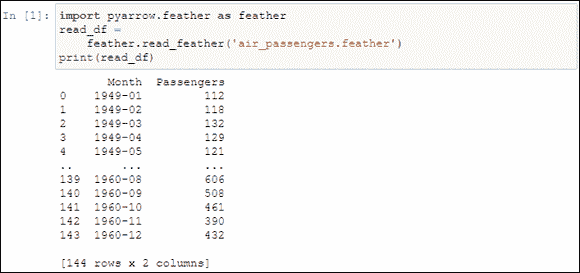 In [1]: import pyarrow.feather as feather
read_df =
    feather.read_feather('air_passengers.feather')
print(read_df)
       Month  Passengers
0    1949-01         112
1    1949-02         118
2    1949-03         132
3    1949-04         129
4    1949-05         121
..       ...         ...
139  1960-08         606
140  1960-09         508
141  1960-10         461
142  1960-11         390
143  1960-12         432
[144 rows x 2 columns]